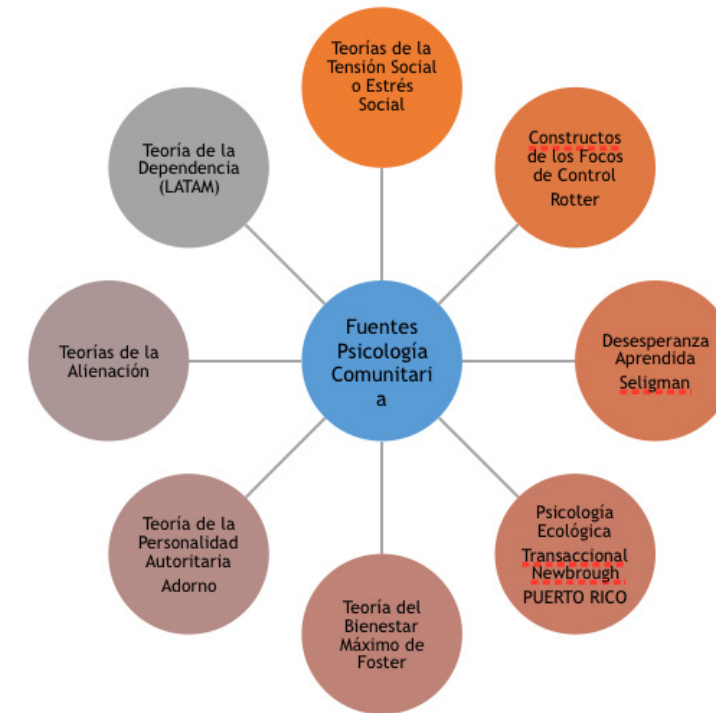 Teorías de la
Tensión Social
o Estrés
Social
Constructos
de los Focos
de Control
Rotter
Desesperanza
Aprendida
Seligman
Psicología
Ecológica
Transaccional
Newbrough
PUERTO RICO
Teoría del
Bienestar
Máximo de
Foster
Teoría de la
Personalidad
Autoritaria
Adorno
Teorías de la
Alienación
Teoría de la
Dependencia
(LATAM)
Fuentes
Psicología
Comunitari
a